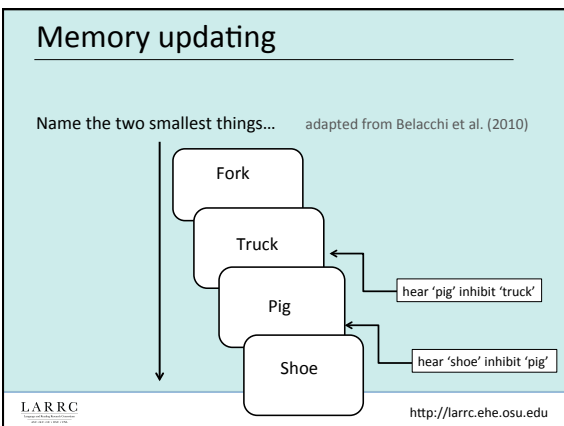 Memory updating
Name the two smallest things... adapted from Belacchi et al. (2010)
Fork
Truck
hear ‘pig’ inhibit ‘truck’
Pig
hear ‘shoe’ inhibit ‘pig’
Shoe
LARRC
http://larrc.ehe.osu.edu